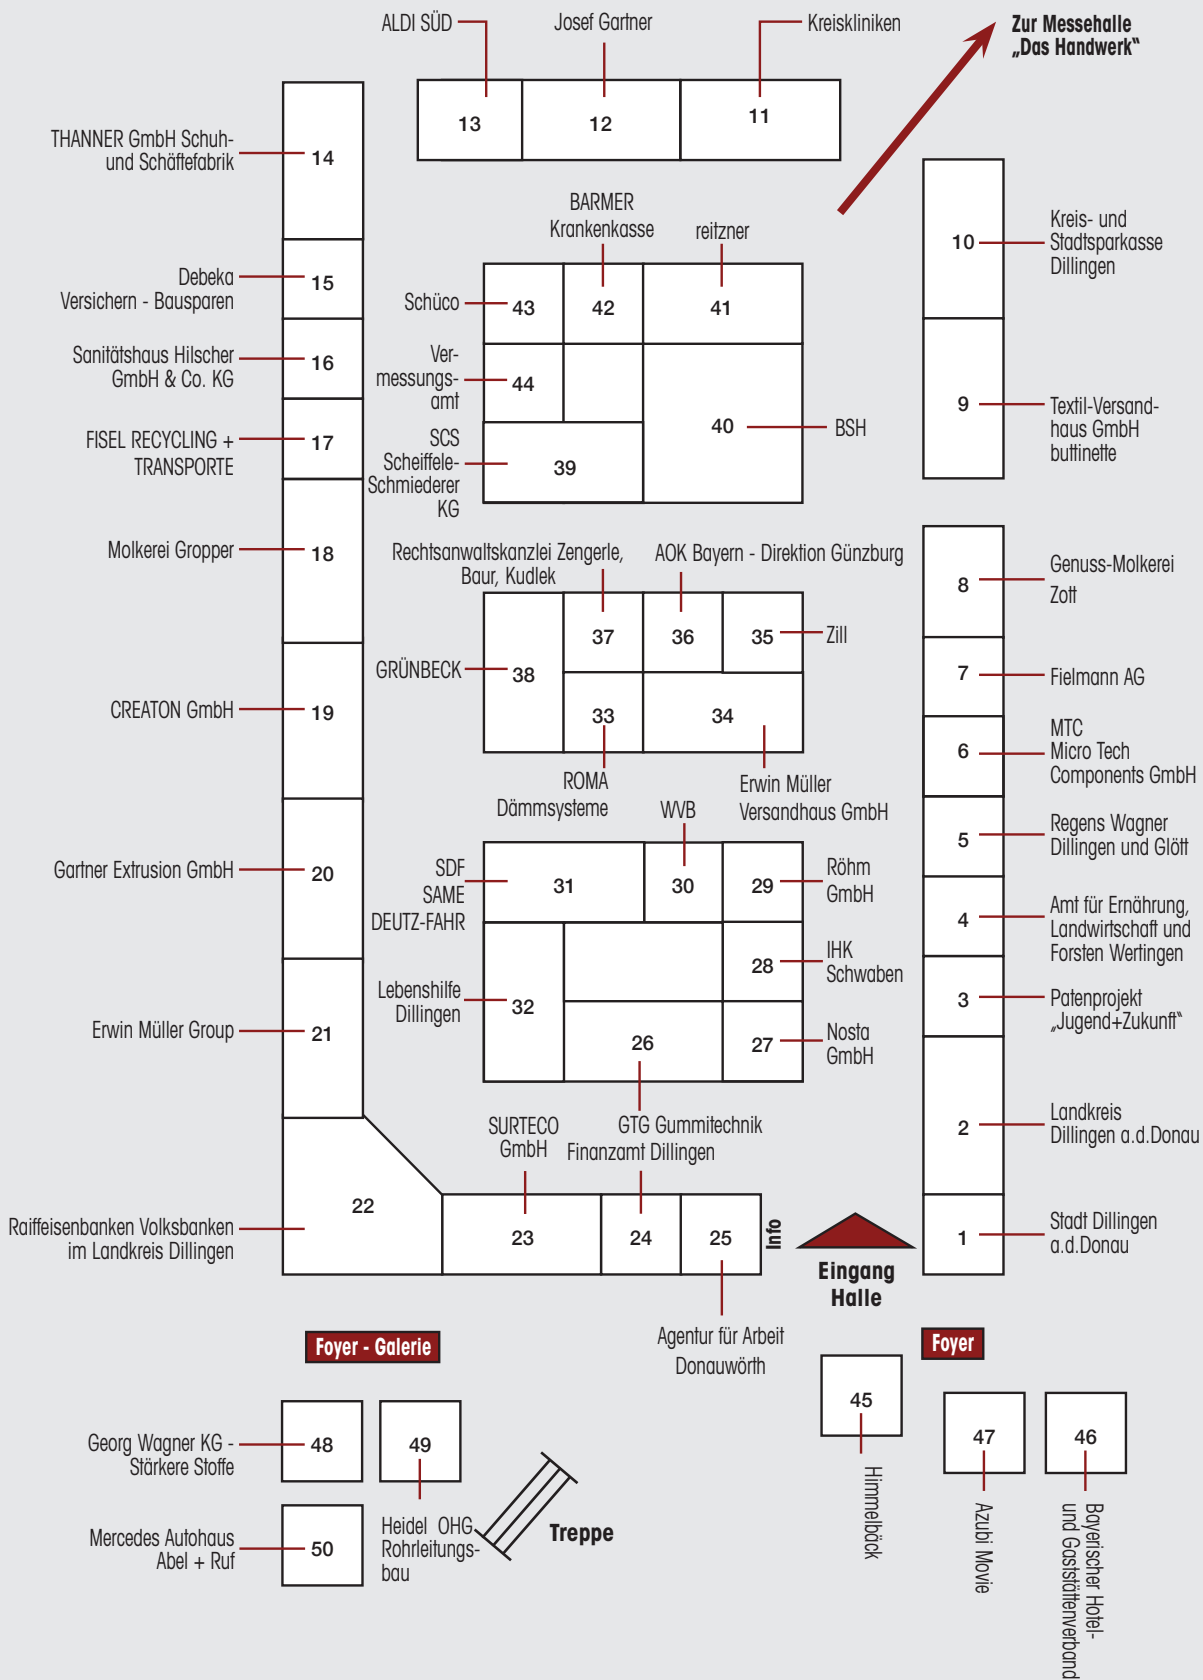 ALDI SÜD
Josef Gartner
Kreiskliniken
Zur Messehalle
„Das Handwerk“
13
12
11
THANNER GmbH Schuh-
und Schäftefabrik
14
Debeka
Versichern - Bausparen
15
Sanitätshaus Hilscher
GmbH & Co. KG
16
FISEL RECYCLING +
TRANSPORTE
17
Molkerei Gropper
18
CREATON GmbH
19
Gartner Extrusion GmbH
20
Erwin Müller Group
21
Raiffeisenbanken Volksbanken
im Landkreis Dillingen
22
BARMER
Krankenkasse
reitzner
Schüco
43
42
41
Ver-
messungs-
amt
44
SCS
Scheiffele-
Schmiederer
KG
39
40
BSH
10
Kreis- und
Stadtsparkasse
Dillingen
9
Textil-Versand-
haus GmbH
buttinette
Rechtsanwaltskanzlei Zengerle,
Baur, Kudlek
AOK Bayern - Direktion Günzburg
37
36
35
Zill
GRÜNBECK
38
33
34
ROMA
Dämmsysteme
Erwin Müller
Versandhaus GmbH
WVB
SDF
SAME
DEUTZ-FAHR
31
30
29
Röhm
GmbH
28
IHK
Schwaben
Lebenshilfe
Dillingen
32
26
27
Nosta
GmbH
8
Genuss-Molkerei
Zott
7
Fielmann AG
6
MTC
Micro Tech
Components GmbH
5
Regens Wagner
Dillingen und Glött
4
Amt für Ernährung,
Landwirtschaft und
Forsten Wertingen
3
Patenprojekt
„Jugend+Zukunft“
2
Landkreis
Dillingen a.d.Donau
1
Stadt Dillingen
a.d.Donau
SURTECO
GmbH
GTG Gummitechnik
Finanzamt Dillingen
23
24
25
Info
Eingang
Halle
Agentur für Arbeit
Donauwörth
Foyer - Galerie
Foyer
Georg Wagner KG -
Stärkere Stoffe
48
49
Mercedes Autohaus
Abel + Ruf
50
Heidel OHG
Rohrleitungs-
bau
Treppe
45
Himmelbäck
47
Azubi Movie
46
Bayerischer Hotel-
und Gaststättenverband